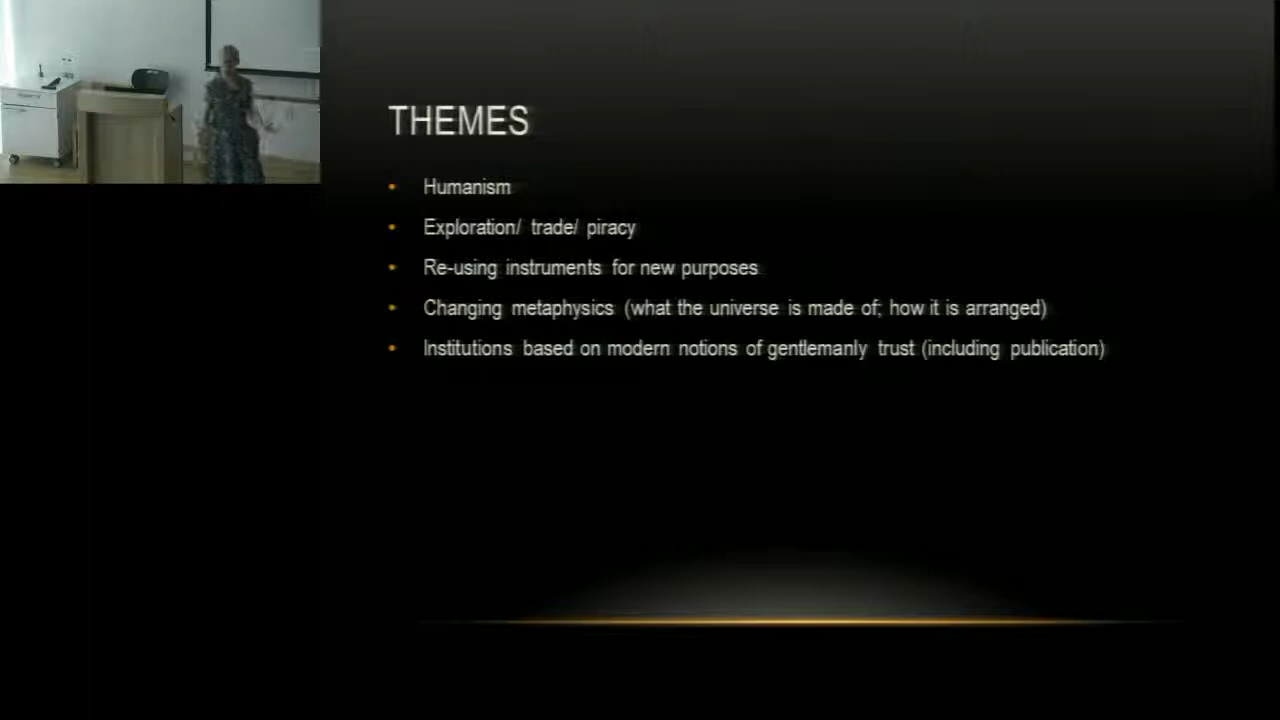 THEMES
Humanism
Exploration/ trade/ piracy
Re-using instruments for new purposes
Changing metaphysics (what the universe is made of; how it is arranged)
Institutions based on modern notions of gentlemanly trust (including publication)